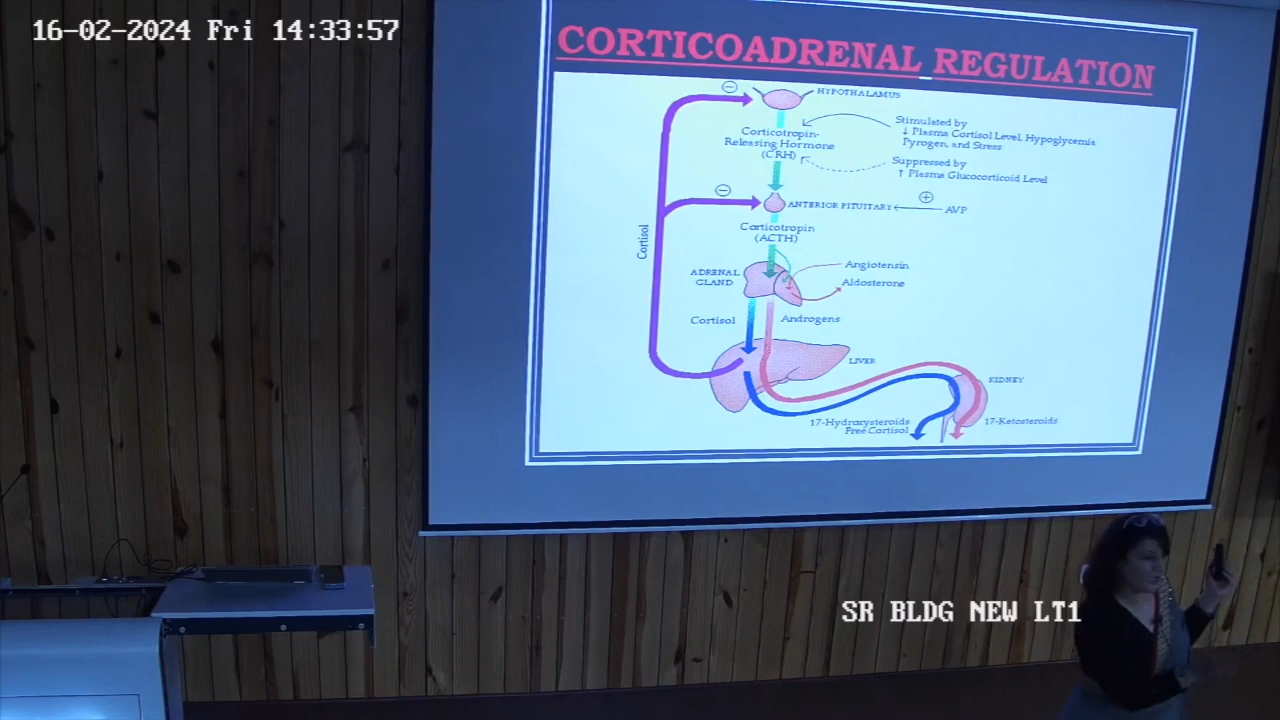 16-02-2024 Fri 14:33:57
CORTICOADRENAL REGULATION
HYPOTHALAMUS
Stimulated by
↓ Plasma Cortisol Level, Hypoglycemia
Pyrogen, and Stress
Corticotropin-
Releasing Hormone
(CRH)
Suppressed by
↑ Plasma Glucocorticoid Level
ANTERIOR PITUITARY
AVP
Corticotropin
(ACTH)
Cortisol
ADRENAL
GLAND
Angiotensin
Aldosterone
Cortisol
Androgens
LIVER
KIDNEY
17-Hydroxysteroids
Free Cortisol
17-Ketosteroids
SR BLDG NEW LT1